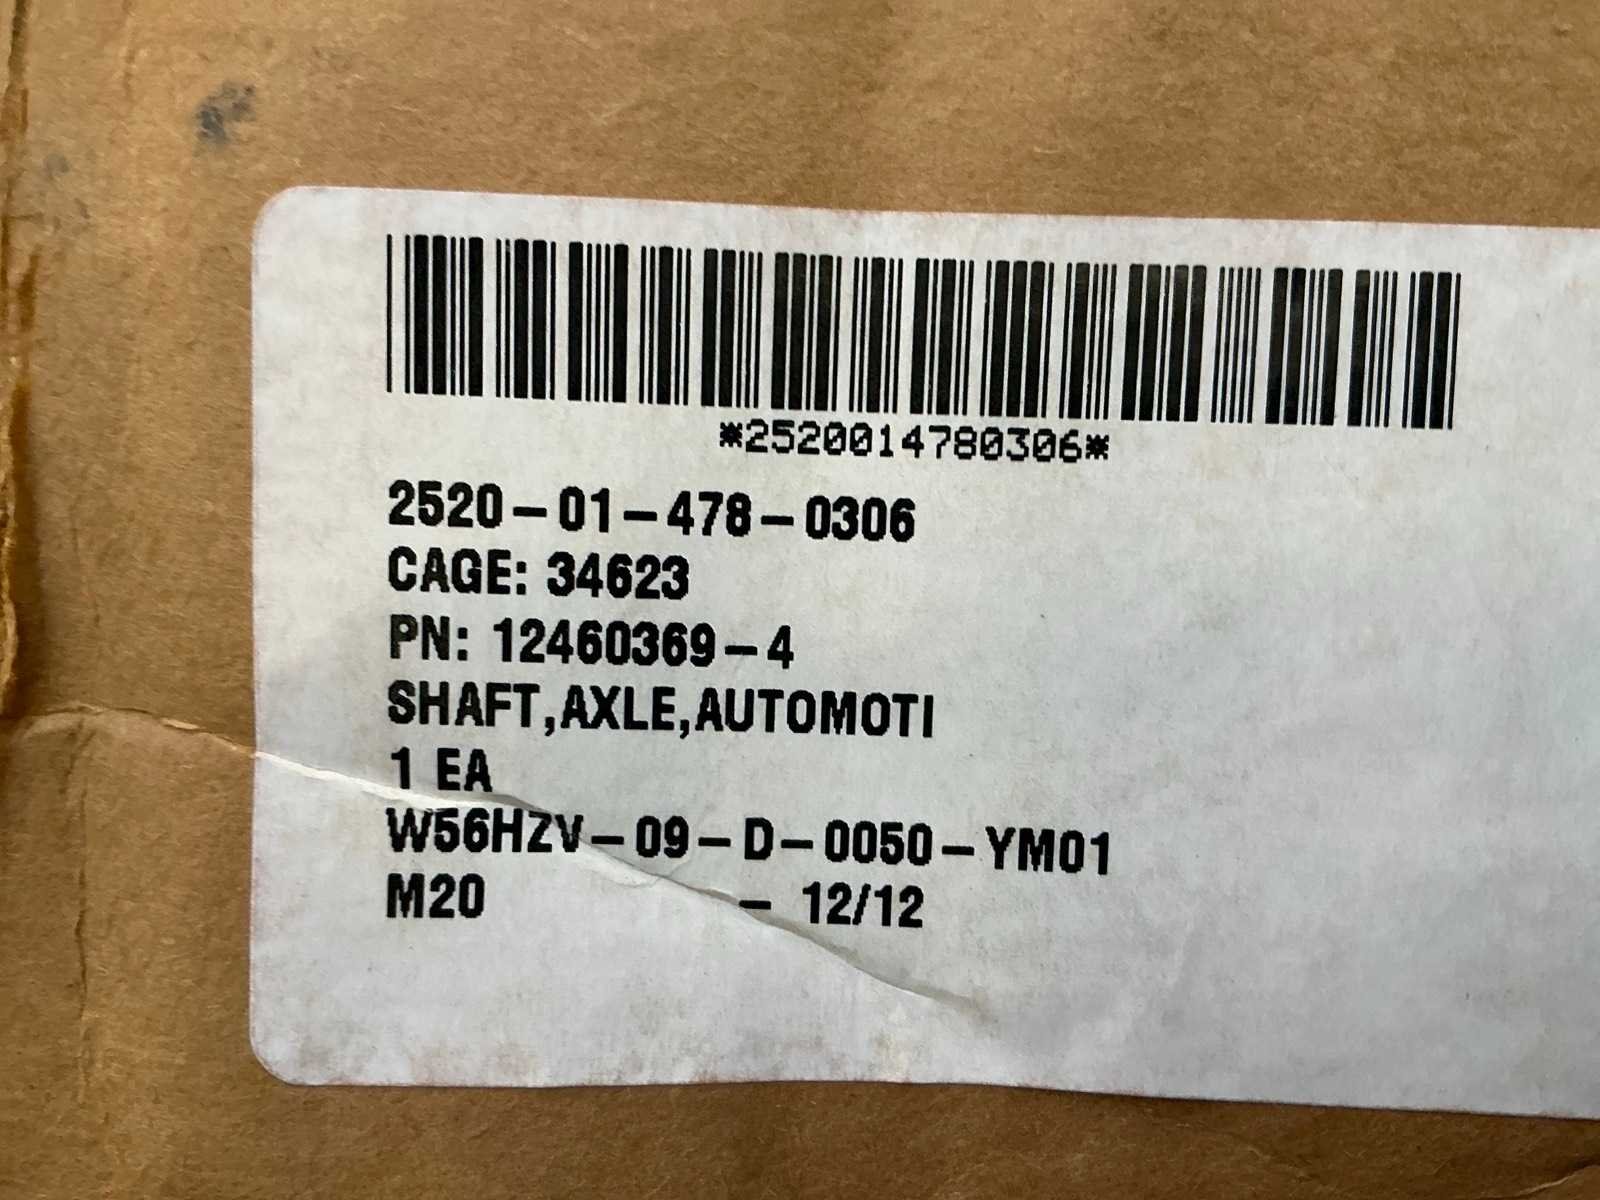 *2520014780306*
2520-01-478-0306
CAGE: 34623
PN: 12460369-4
SHAFT,AXLE,AUTOMOTI
1 EA
W56HZV-09-D-0050-YM01
M20 - 12/12